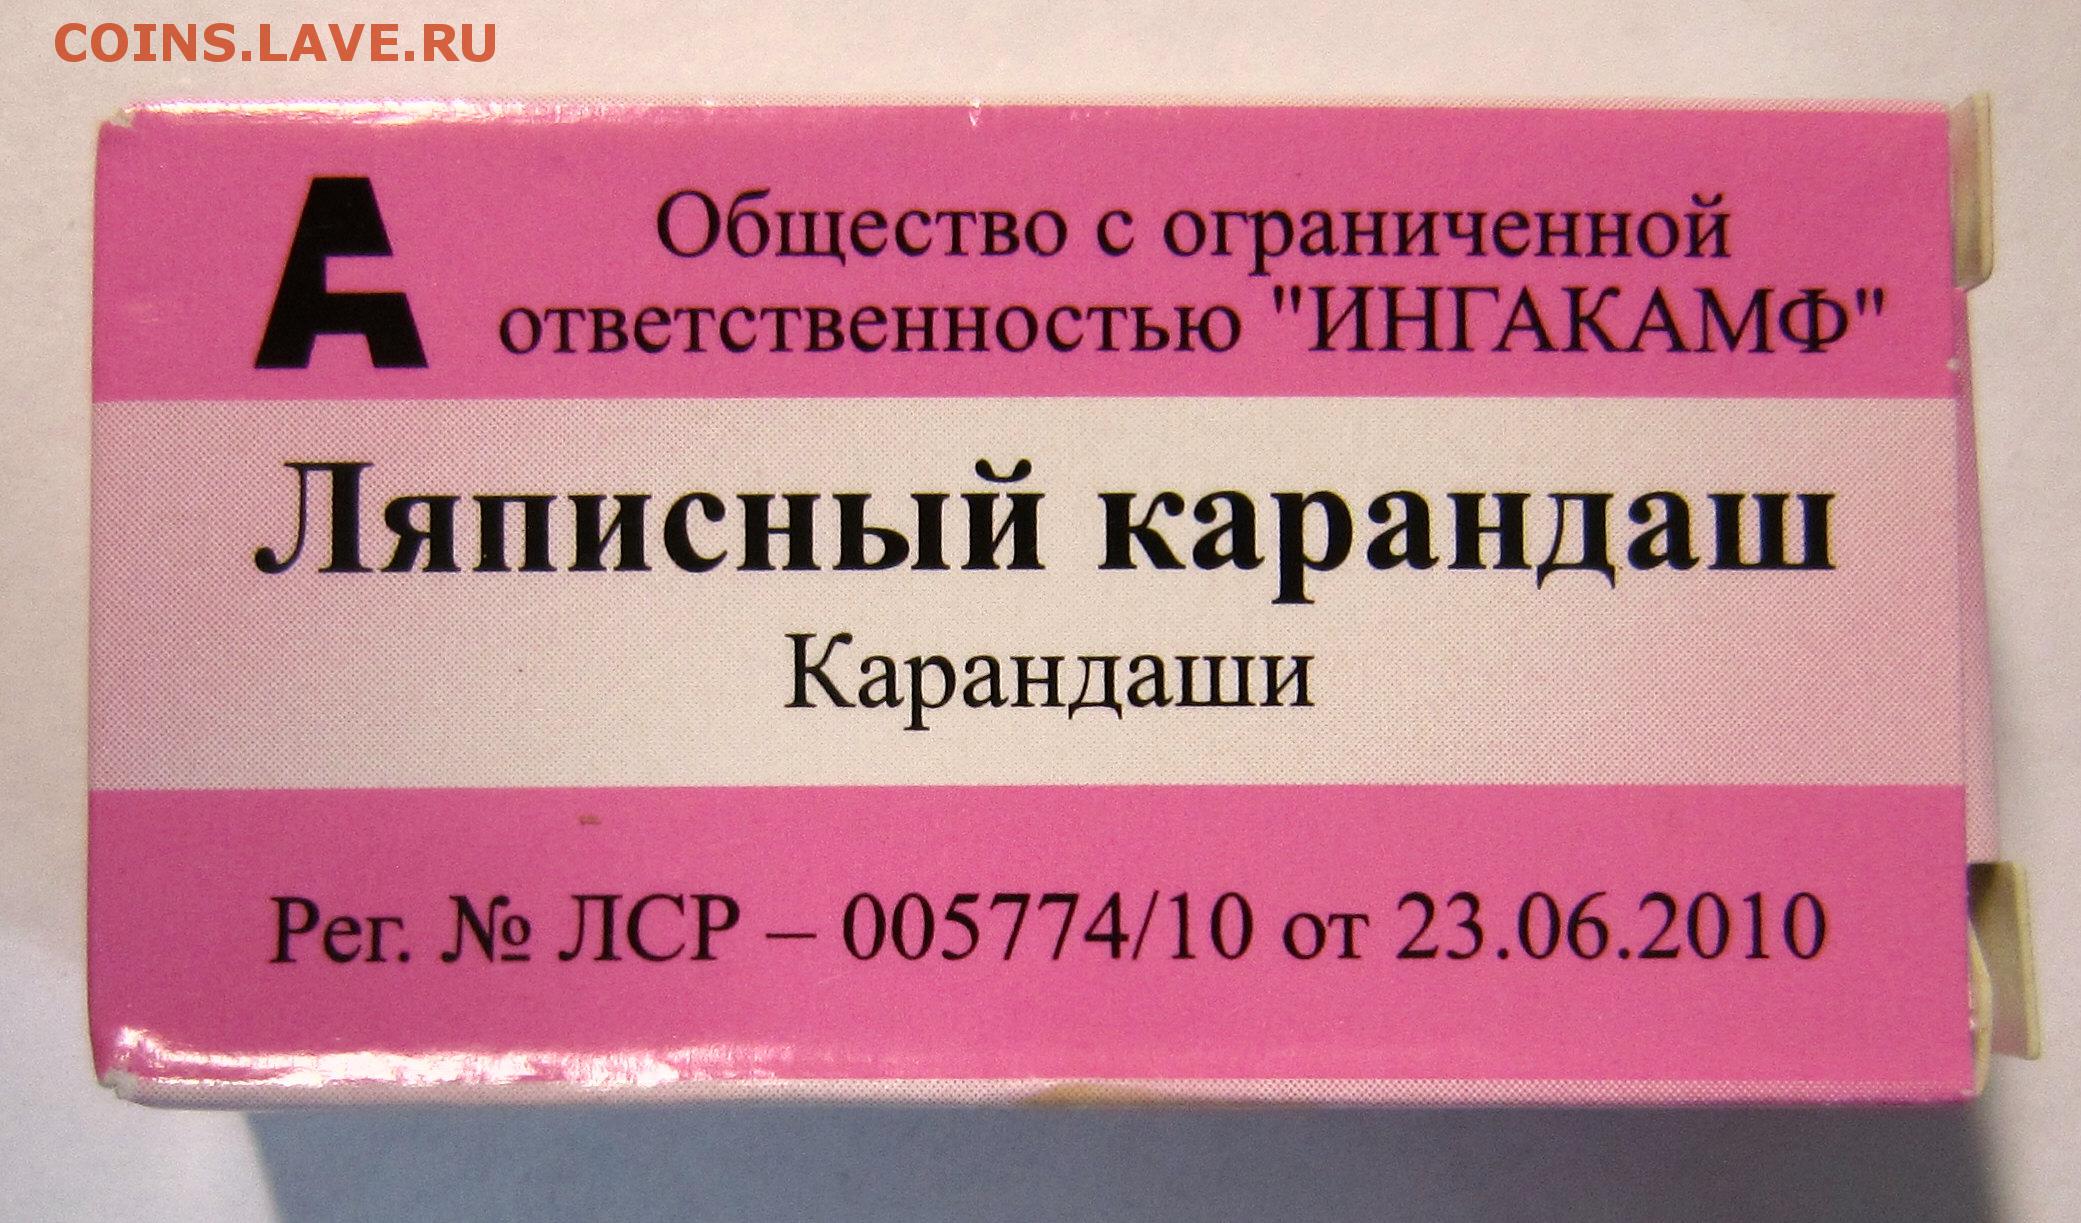 COINS.LAVE.RU
Общество с ограниченной
ответственностью "ИНГАКАМФ"
Ляписный карандаш
Карандаши
Рег. № ЛСР – 005774/10 от 23.06.2010